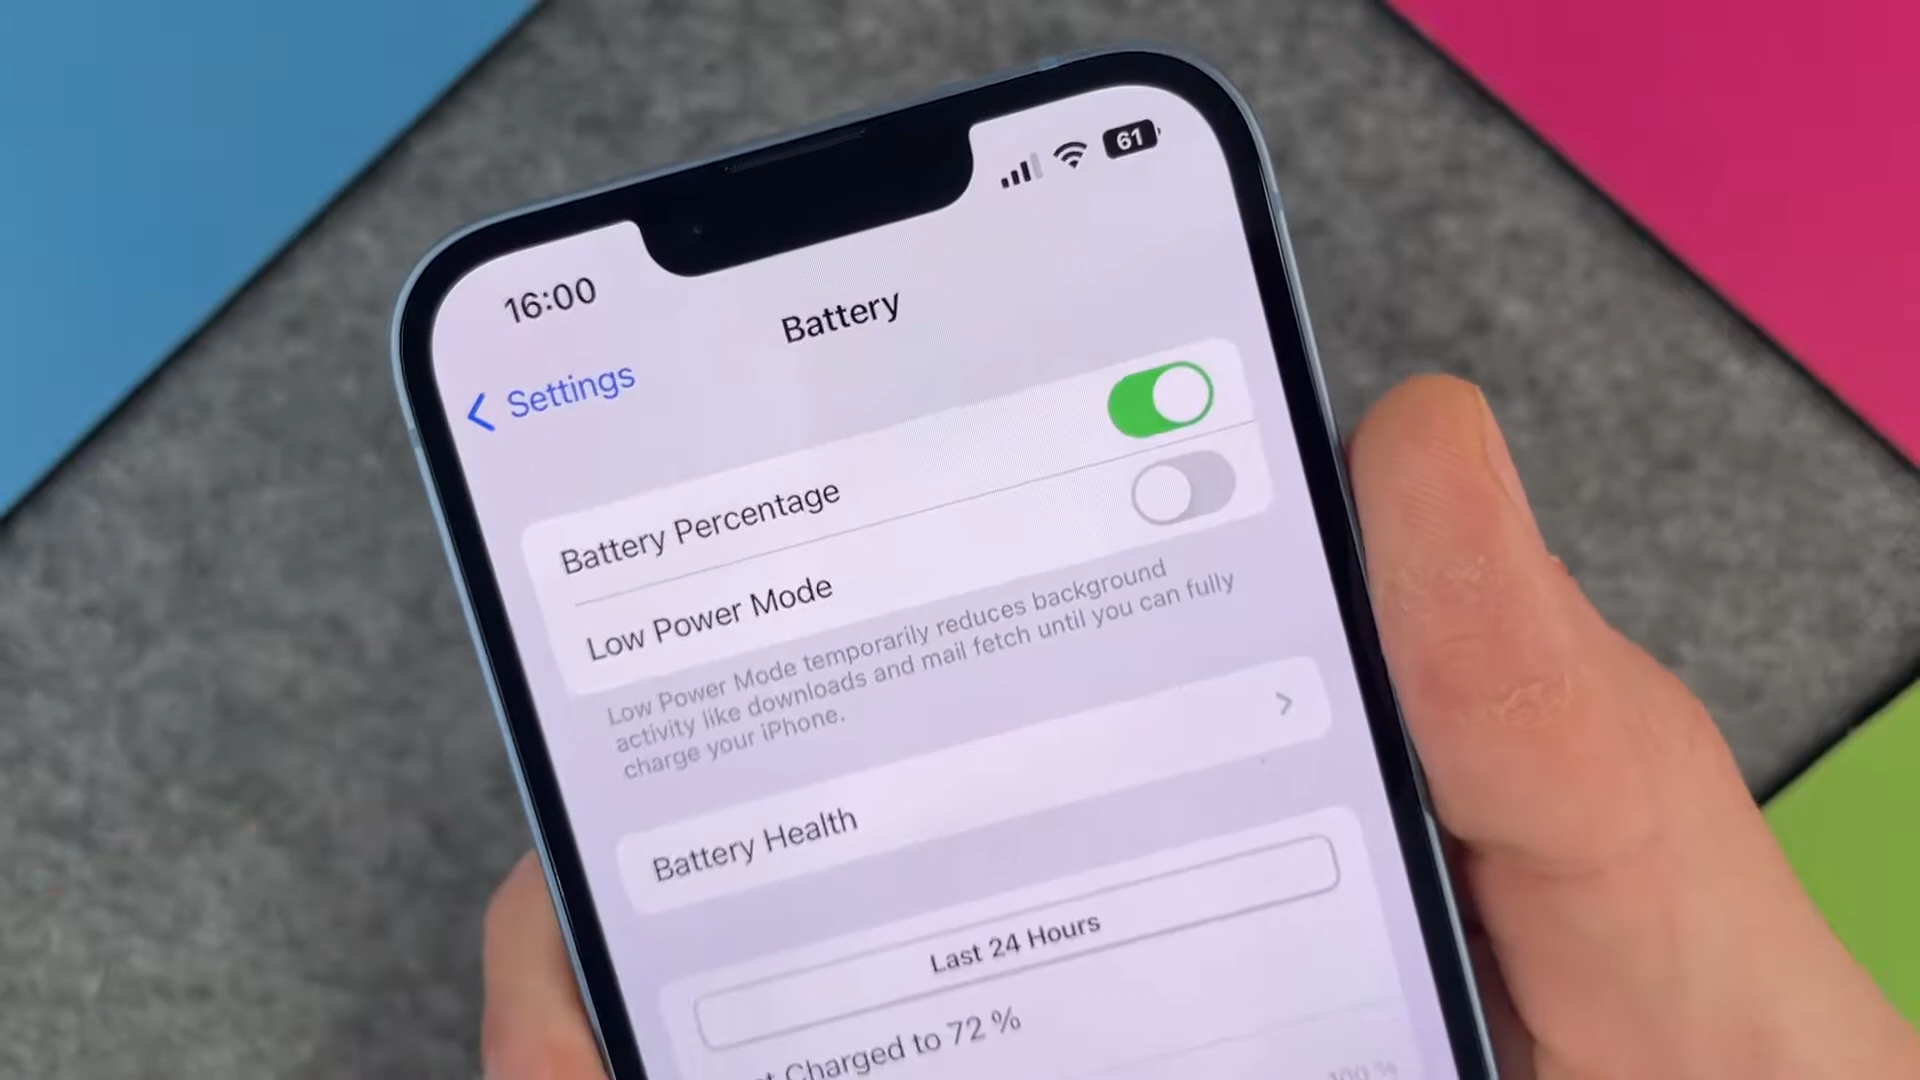 16:00
61
Settings
Battery
Battery Percentage
Low Power Mode
Low Power Mode temporarily reduces background
activity like downloads and mail fetch until you can fully
charge your iPhone.
Battery Health
Last 24 Hours
Charged to 72 %
100 %